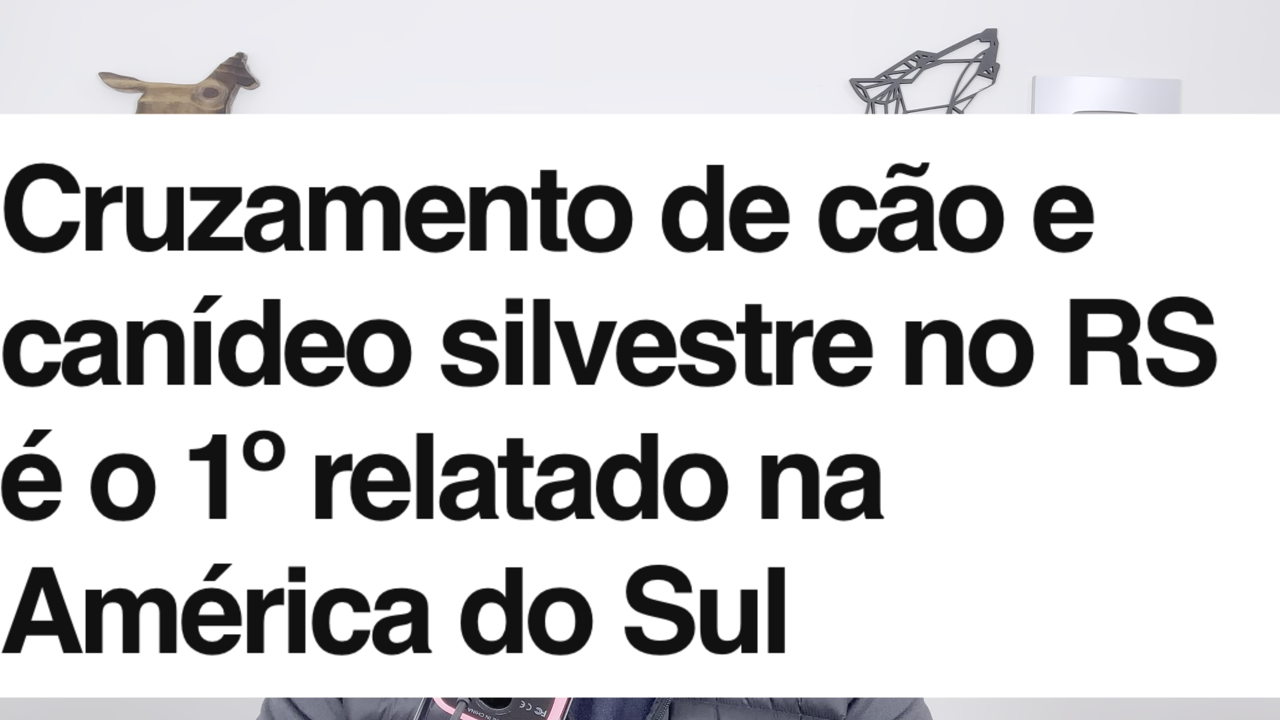 Cruzamento de cão e
canídeo silvestre no RS
é o 1º relatado na
América do Sul